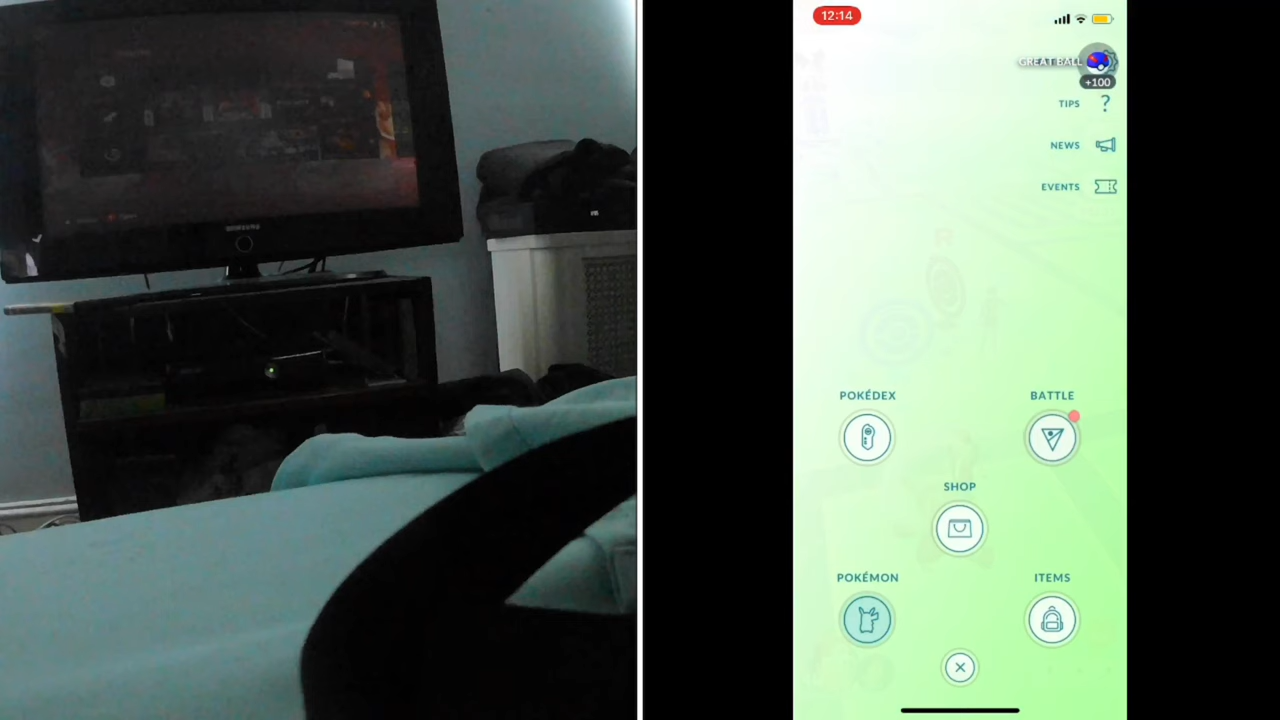 SAMSUNG
12:14
GREAT BALL
+100
TIPS
NEWS
EVENTS
POKÉDEX
BATTLE
SHOP
POKÉMON
ITEMS